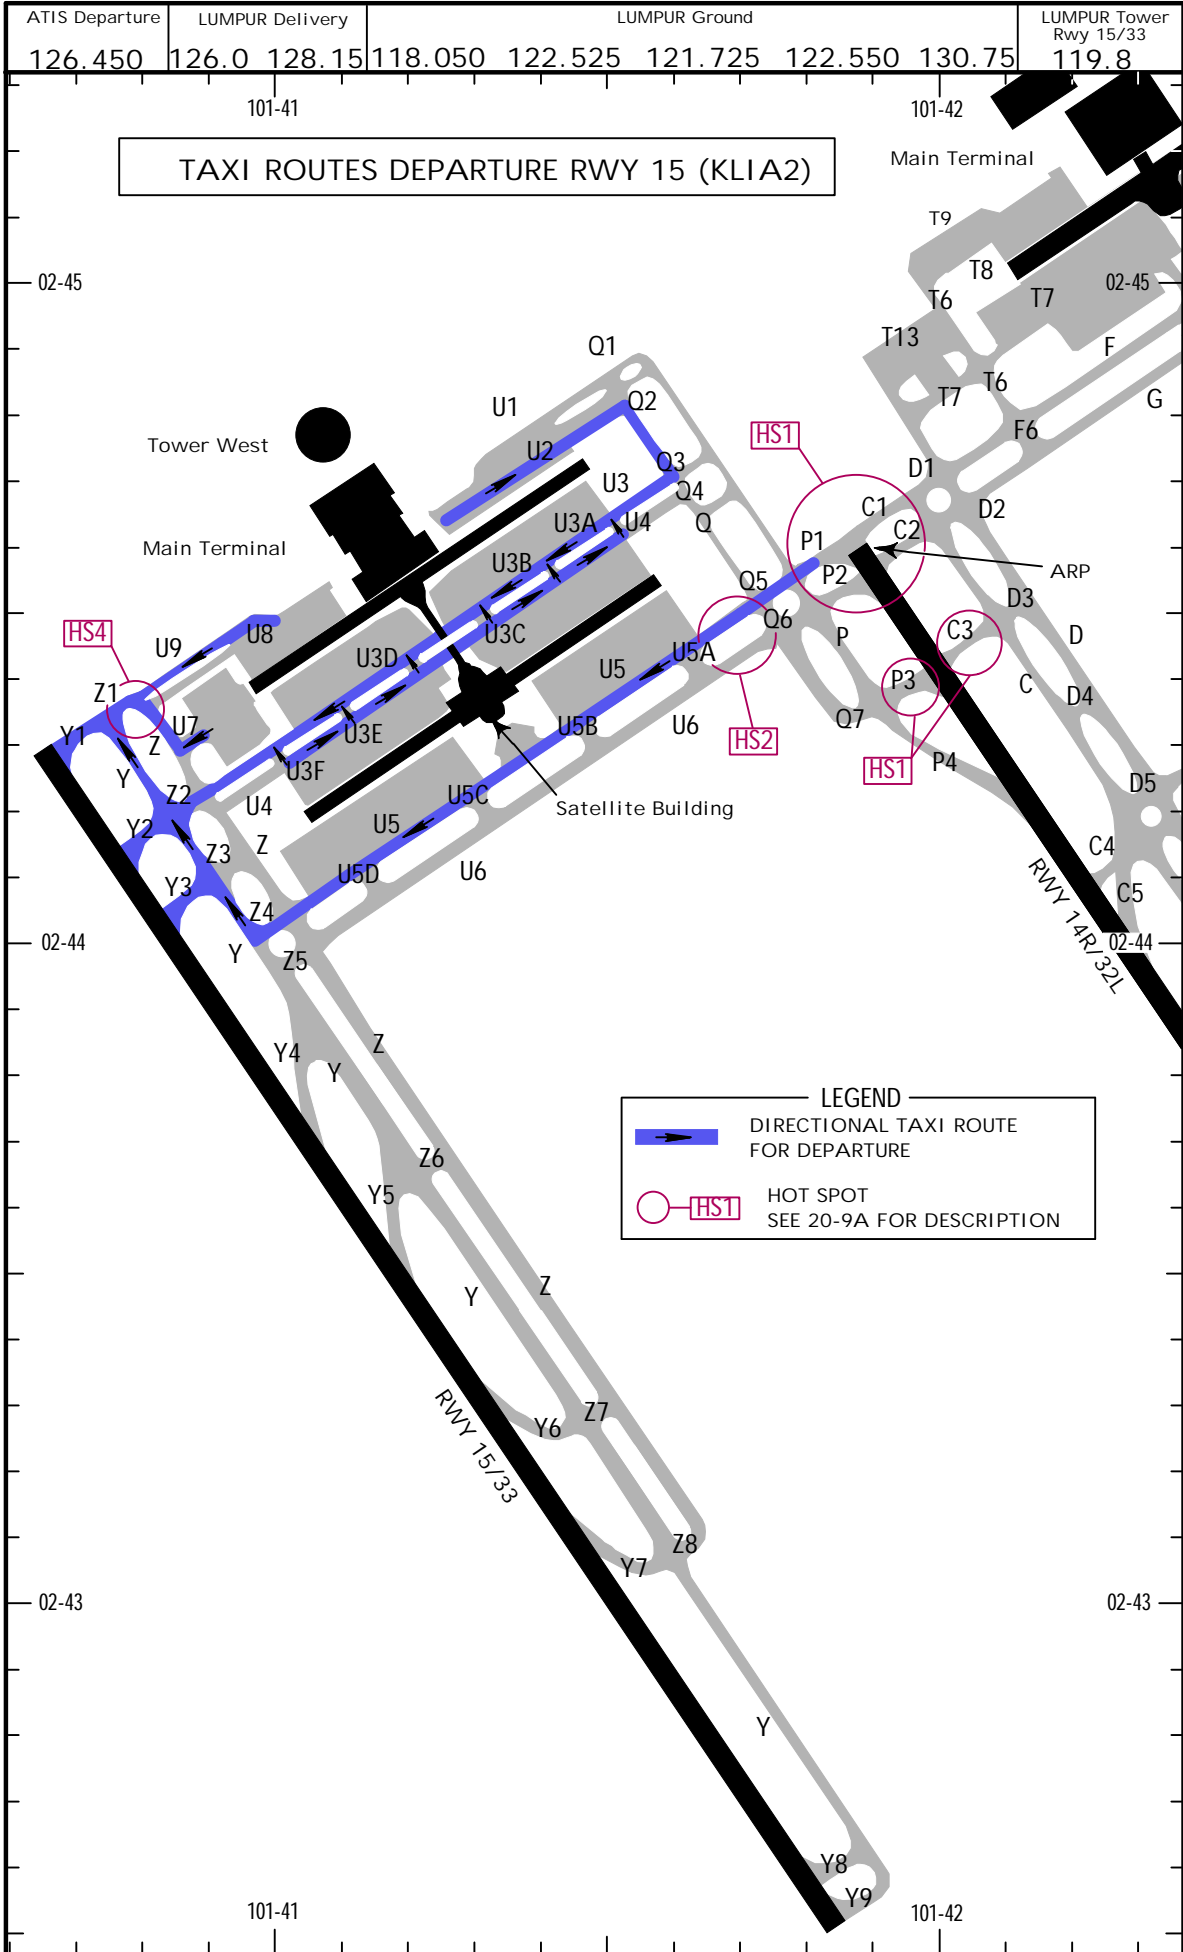 ATIS Departure
LUMPUR Delivery
LUMPUR Ground
LUMPUR Tower
Rwy 15/33
126.450
126.0 128.15
118.050 122.525 121.725 122.550 130.75
119.8
101-41
101-42
TAXI ROUTES DEPARTURE RWY 15 (KLIA2)
Main Terminal
T9
T8
02-45
02-45
T6
T7
T13
Q1
F
T6
T7
G
Q2
U1
F6
HS1
Tower West
U2
Q3
D1
U3
Q4
C1
D2
U3A
U4
Q
C2
P1
Main Terminal
U3B
ARP
P2
Q5
D3
Q6
HS4
U8
U9
U3C
P
C3
D
U3D
U5A
U5
P3
C
Z1
D4
U7
Q7
Y1
Z
U3E
U5B
U6
HS2
P4
HS1
Y
U3F
D5
Z2
U4
U5C
Satellite Building
Y2
U5
Z
Z3
C4
U5D
U6
Y3
C5
Z4
RWY 14R/32L
02-44
02-44
Y
Z5
Y4
Z
Y
LEGEND
DIRECTIONAL TAXI ROUTE
FOR DEPARTURE
Z6
Y5
HS1
HOT SPOT
SEE 20-9A FOR DESCRIPTION
Z
Y
RWY 15/33
Z7
Y6
Z8
Y7
02-43
02-43
Y
Y8
Y9
101-41
101-42